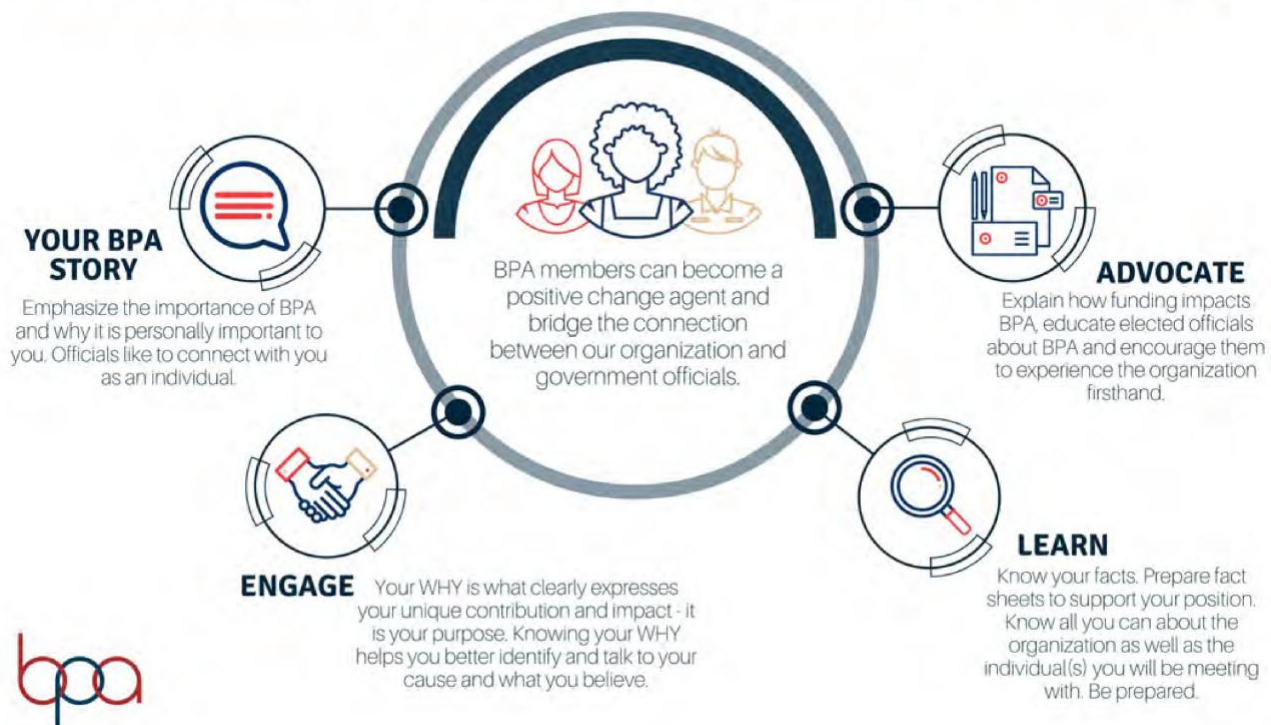 BPA members can become a
positive change agent and
bridge the connection
between our organization and
government officials.
YOUR BPA
STORY
Emphasize the importance of BPA
and why it is personally important to
you. Officials like to connect with you
as an individual.
ADVOCATE
Explain how funding impacts
BPA, educate elected officials
about BPA and encourage them
to experience the organization
firsthand.
ENGAGE
Your WHY is what clearly expresses
your unique contribution and impact - it
is your purpose. Knowing your WHY
helps you better identify and talk to your
cause and what you believe.
LEARN
Know your facts. Prepare fact
sheets to support your position.
Know all you can about the
organization as well as the
individual(s) you will be meeting
with. Be prepared.
bpa